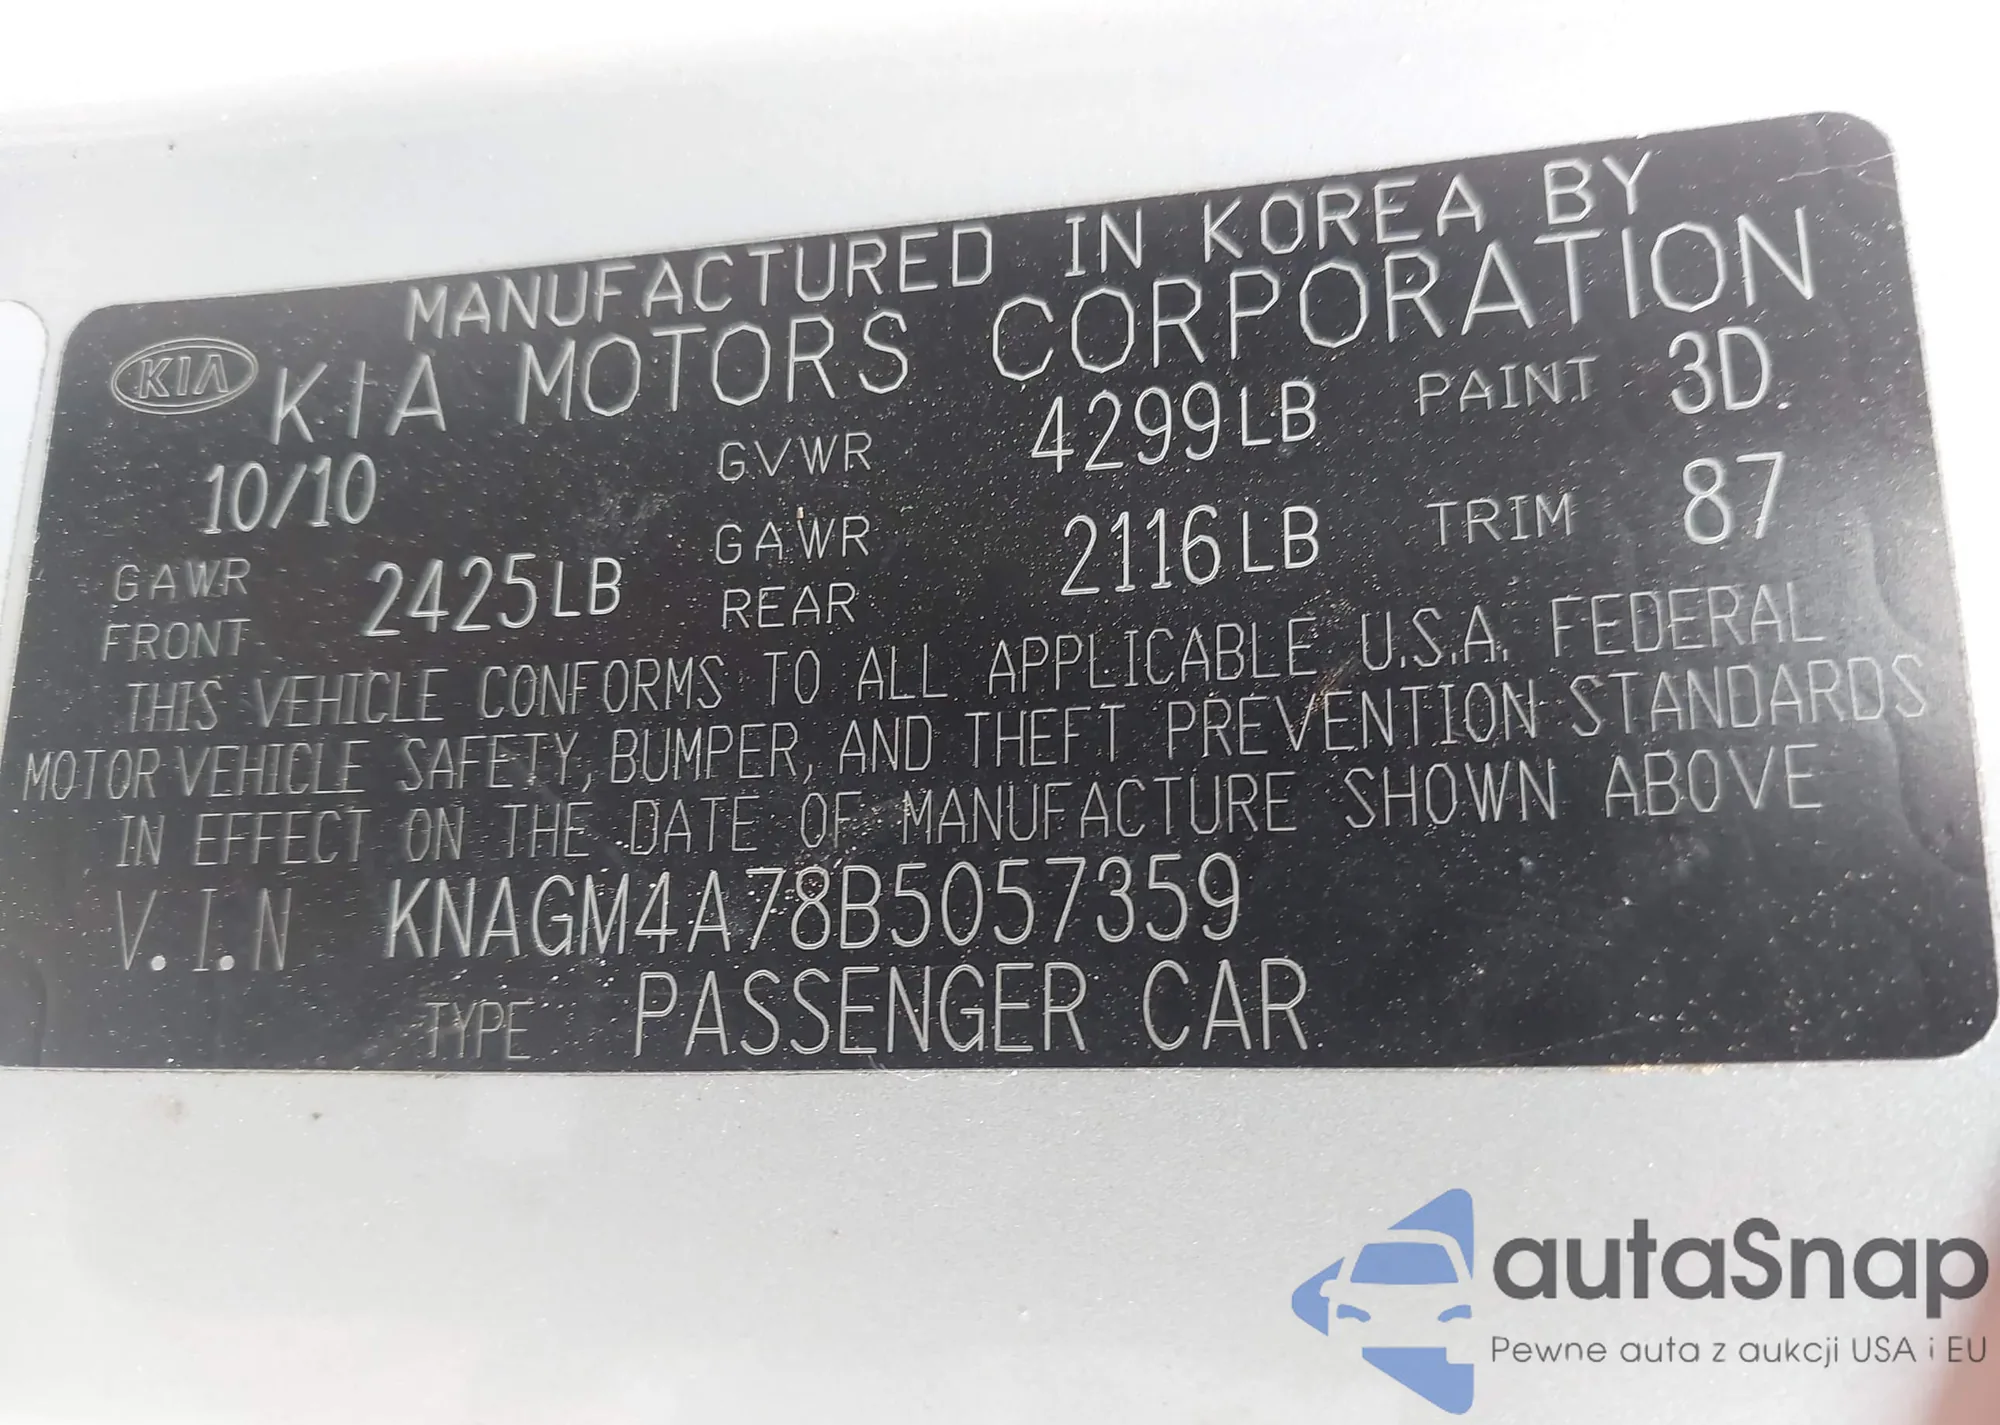 MANUFACTURED IN KOREA BY
KIA KIA MOTORS CORPORATION
10/10 GVWR 4299LB PAINT 3D
GAWR FRONT 2425LB GAWR REAR 2116LB TRIM 87
THIS VEHICLE CONFORMS TO ALL APPLICABLE U.S.A. FEDERAL
MOTOR VEHICLE SAFETY, BUMPER, AND THEFT PREVENTION STANDARDS
IN EFFECT ON THE DATE OF MANUFACTURE SHOWN ABOVE
V.I.N KNAGM4A78B5057359
TYPE PASSENGER CAR
autaSnap
Pewne auta z aukcji USA i EU